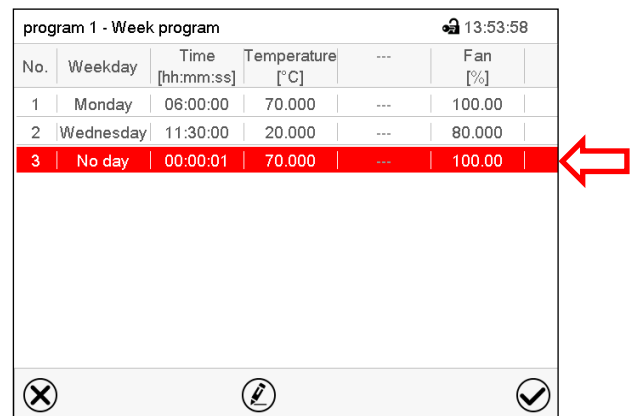 program 1 - Week program 13:53:58
No. Weekday Time [hh:mm:ss] Temperature [°C] --- Fan [%]
1 Monday 06:00:00 70.000 --- 100.00
2 Wednesday 11:30:00 20.000 --- 80.000
3 No day 00:00:01 70.000 --- 100.00